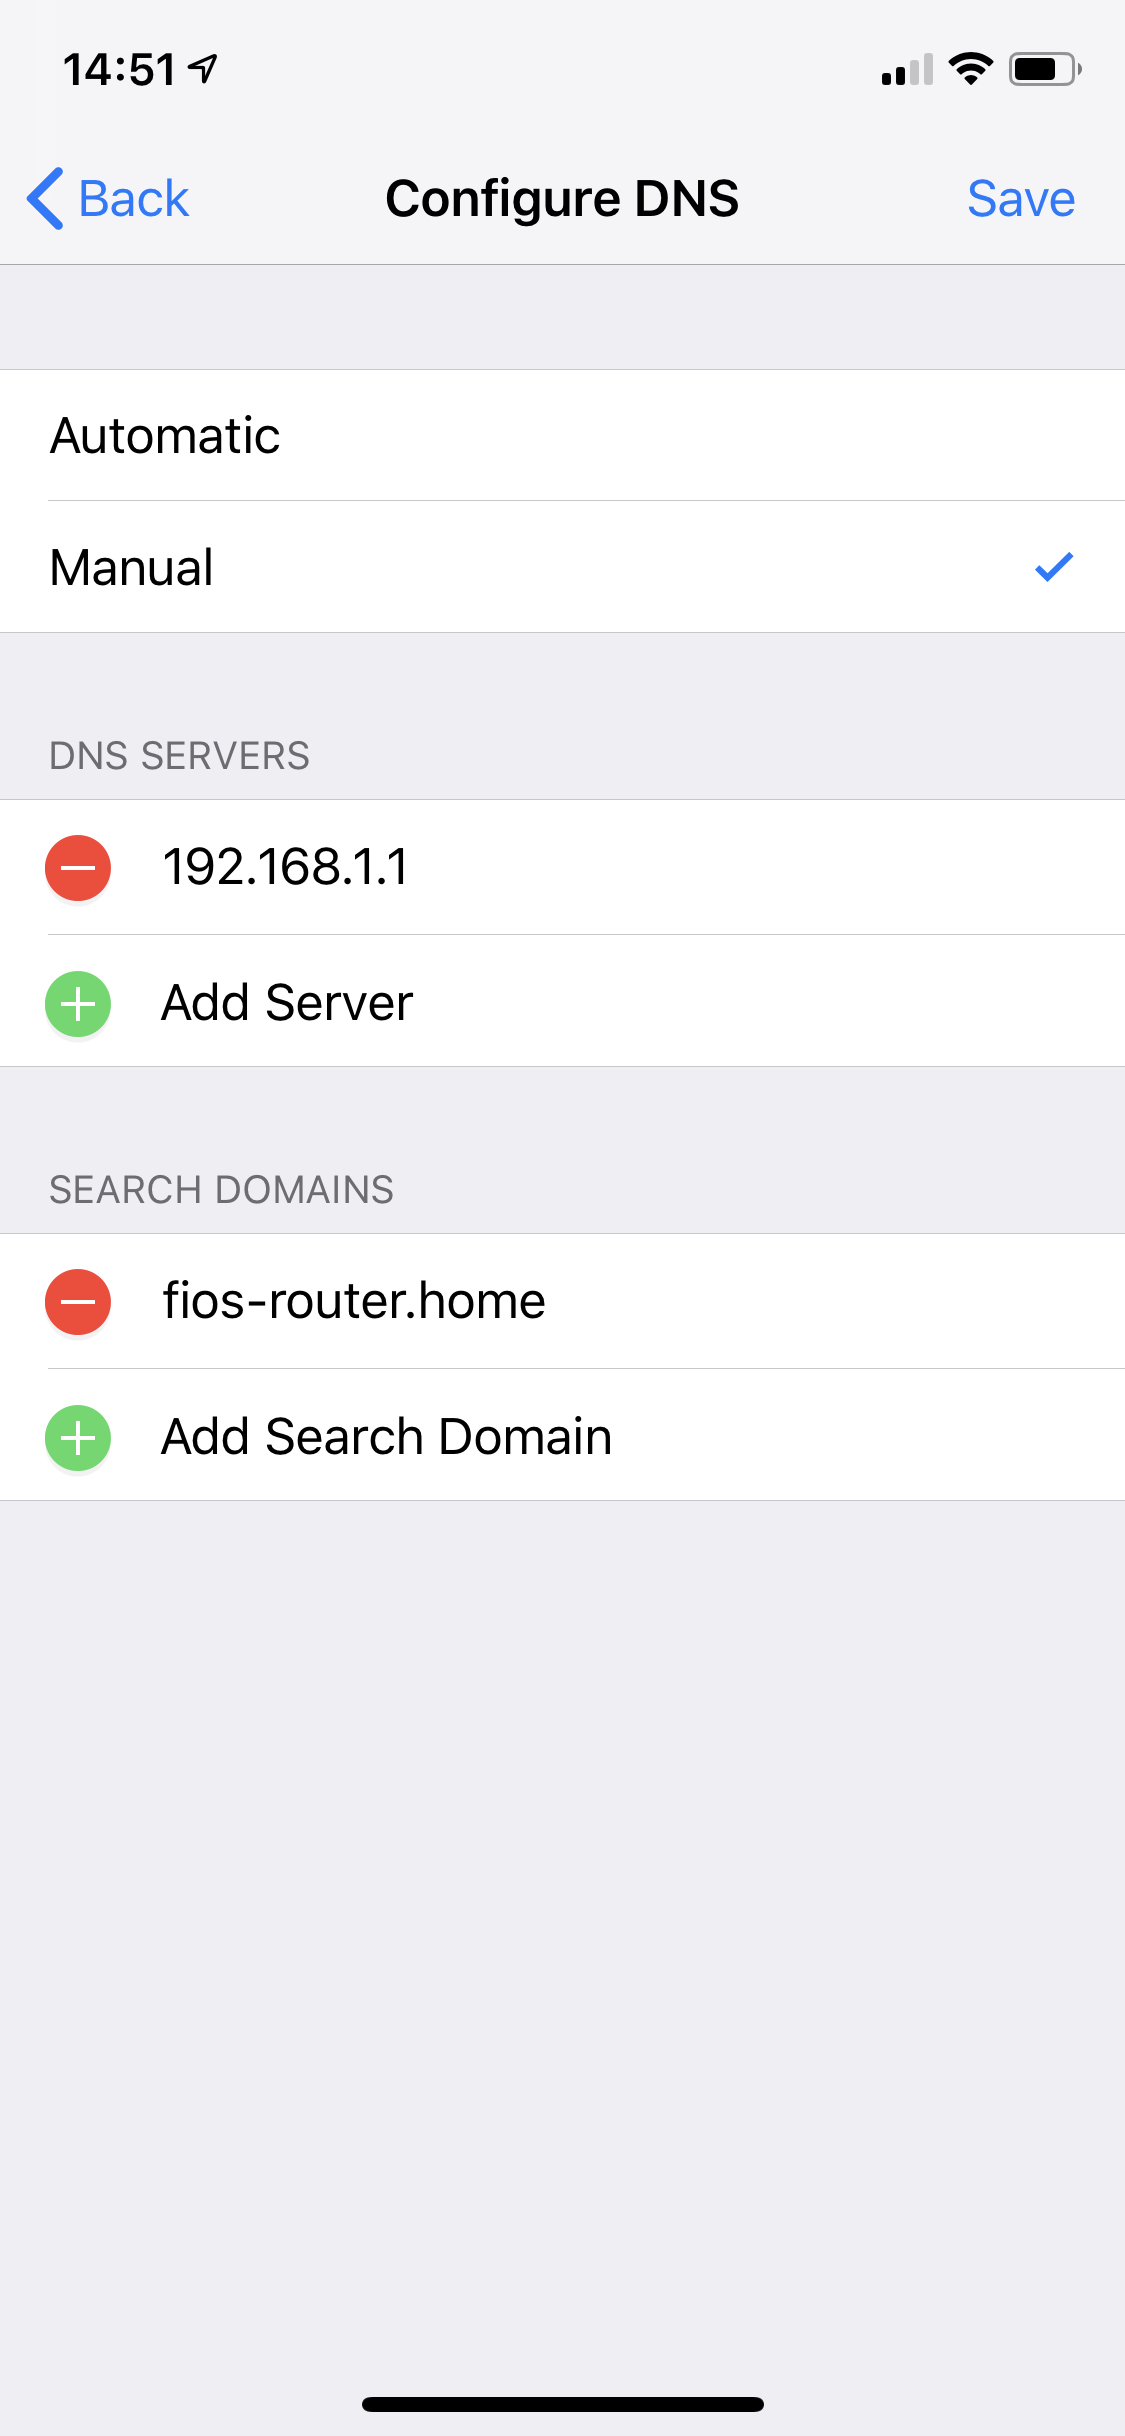 14:51
Back Configure DNS Save
Automatic
Manual
DNS SERVERS
192.168.1.1
Add Server
SEARCH DOMAINS
fios-router.home
Add Search Domain